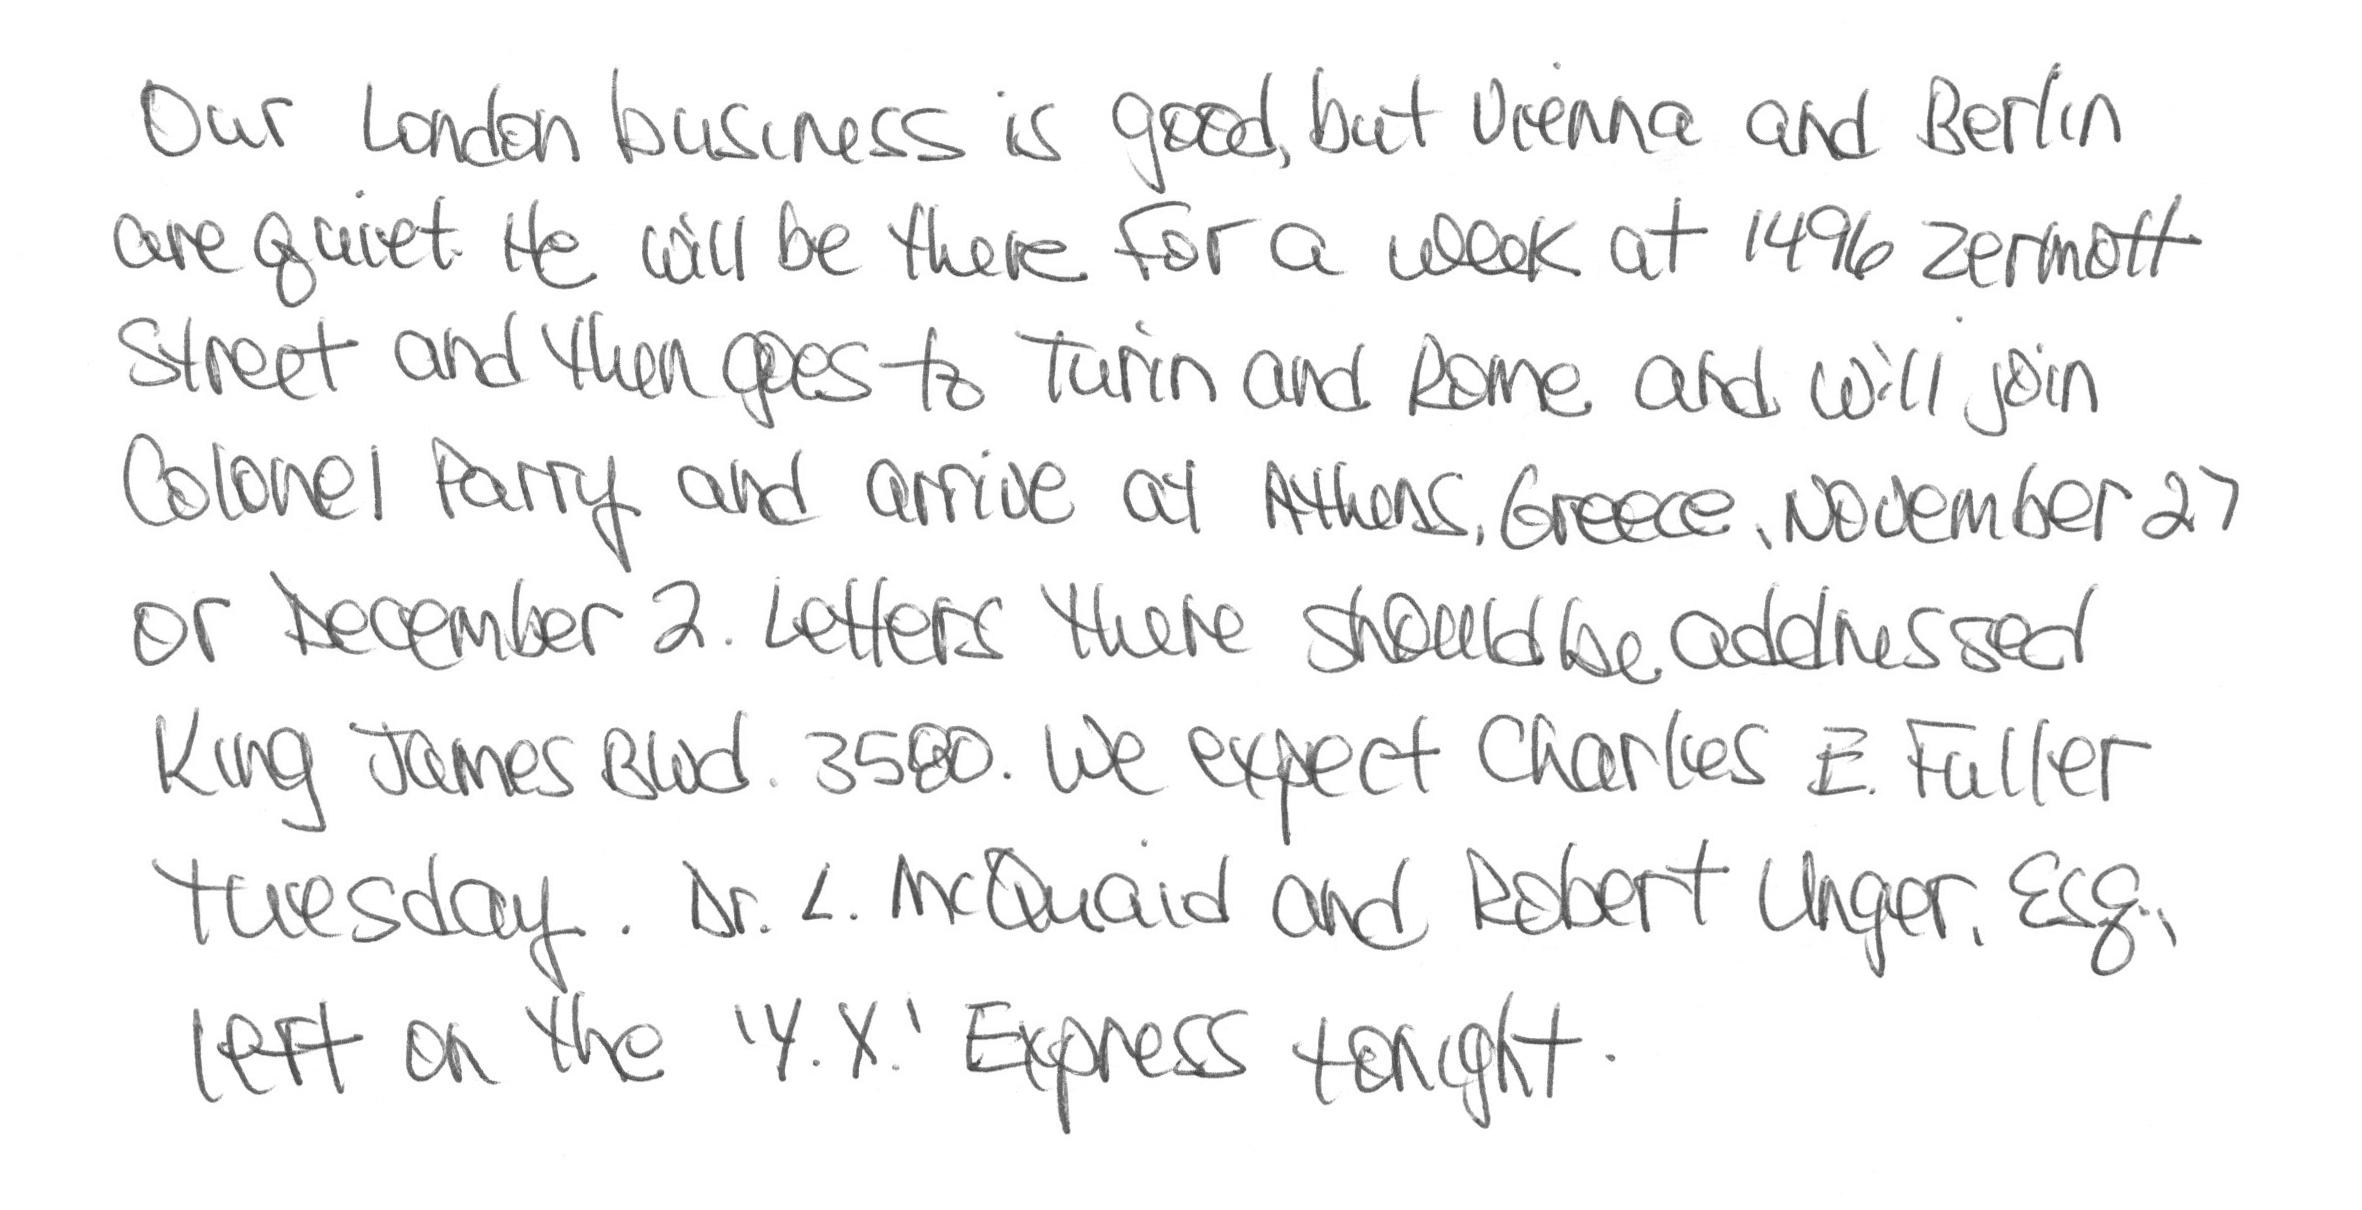 Our London business is good, but Vienna and Berlin
are quiet. He will be there for a week at 1496 Zermott
Street and then goes to Turin and Rome and will join
Colonel Parry and arrive at Athens, Greece, November 27
or December 2. Letters there should be addressed
King James Blvd. 3580. We expect Charles E. Fuller
Tuesday. Dr. L. McQuaid and Robert Unger, Esq.,
left on the 'Y.X.' Express tonight.